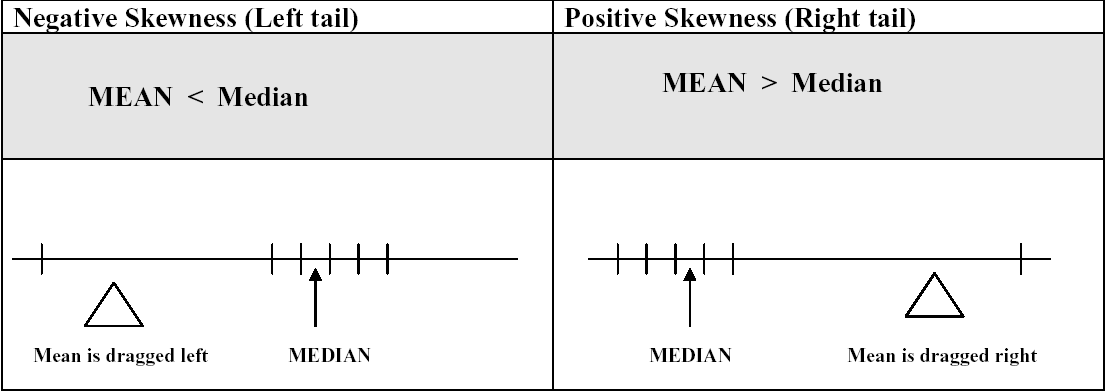 Negative Skewness (Left tail)
Positive Skewness (Right tail)
MEAN < Median
MEAN > Median
Mean is dragged left
MEDIAN
MEDIAN
Mean is dragged right